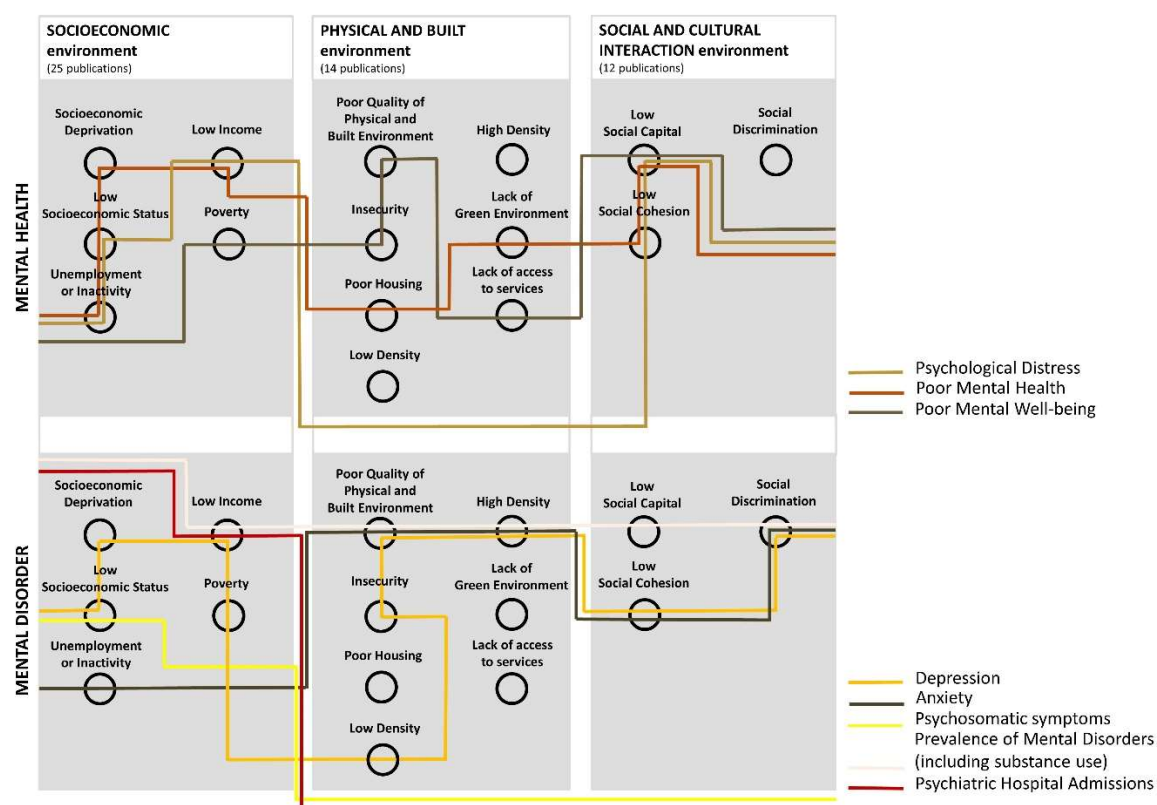 SOCIOECONOMIC
environment
(25 publications)
PHYSICAL AND BUILT
environment
(14 publications)
SOCIAL AND CULTURAL
INTERACTION environment
(12 publications)
MENTAL HEALTH
Socioeconomic
Deprivation
Low Income
Low
Socioeconomic Status
Poverty
Unemployment
or Inactivity
Poor Quality of
Physical and
Built Environment
High Density
Insecurity
Lack of
Green Environment
Poor Housing
Lack of access
to services
Low Density
Low
Social Capital
Social
Discrimination
Low
Social Cohesion
Psychological Distress
Poor Mental Health
Poor Mental Well-being
MENTAL DISORDER
Socioeconomic
Deprivation
Low Income
Low
Socioeconomic Status
Poverty
Unemployment
or Inactivity
Poor Quality of
Physical and
Built Environment
High Density
Insecurity
Lack of
Green Environment
Poor Housing
Lack of access
to services
Low Density
Low
Social Capital
Social
Discrimination
Low
Social Cohesion
Depression
Anxiety
Psychosomatic symptoms
Prevalence of Mental Disorders
(including substance use)
Psychiatric Hospital Admissions